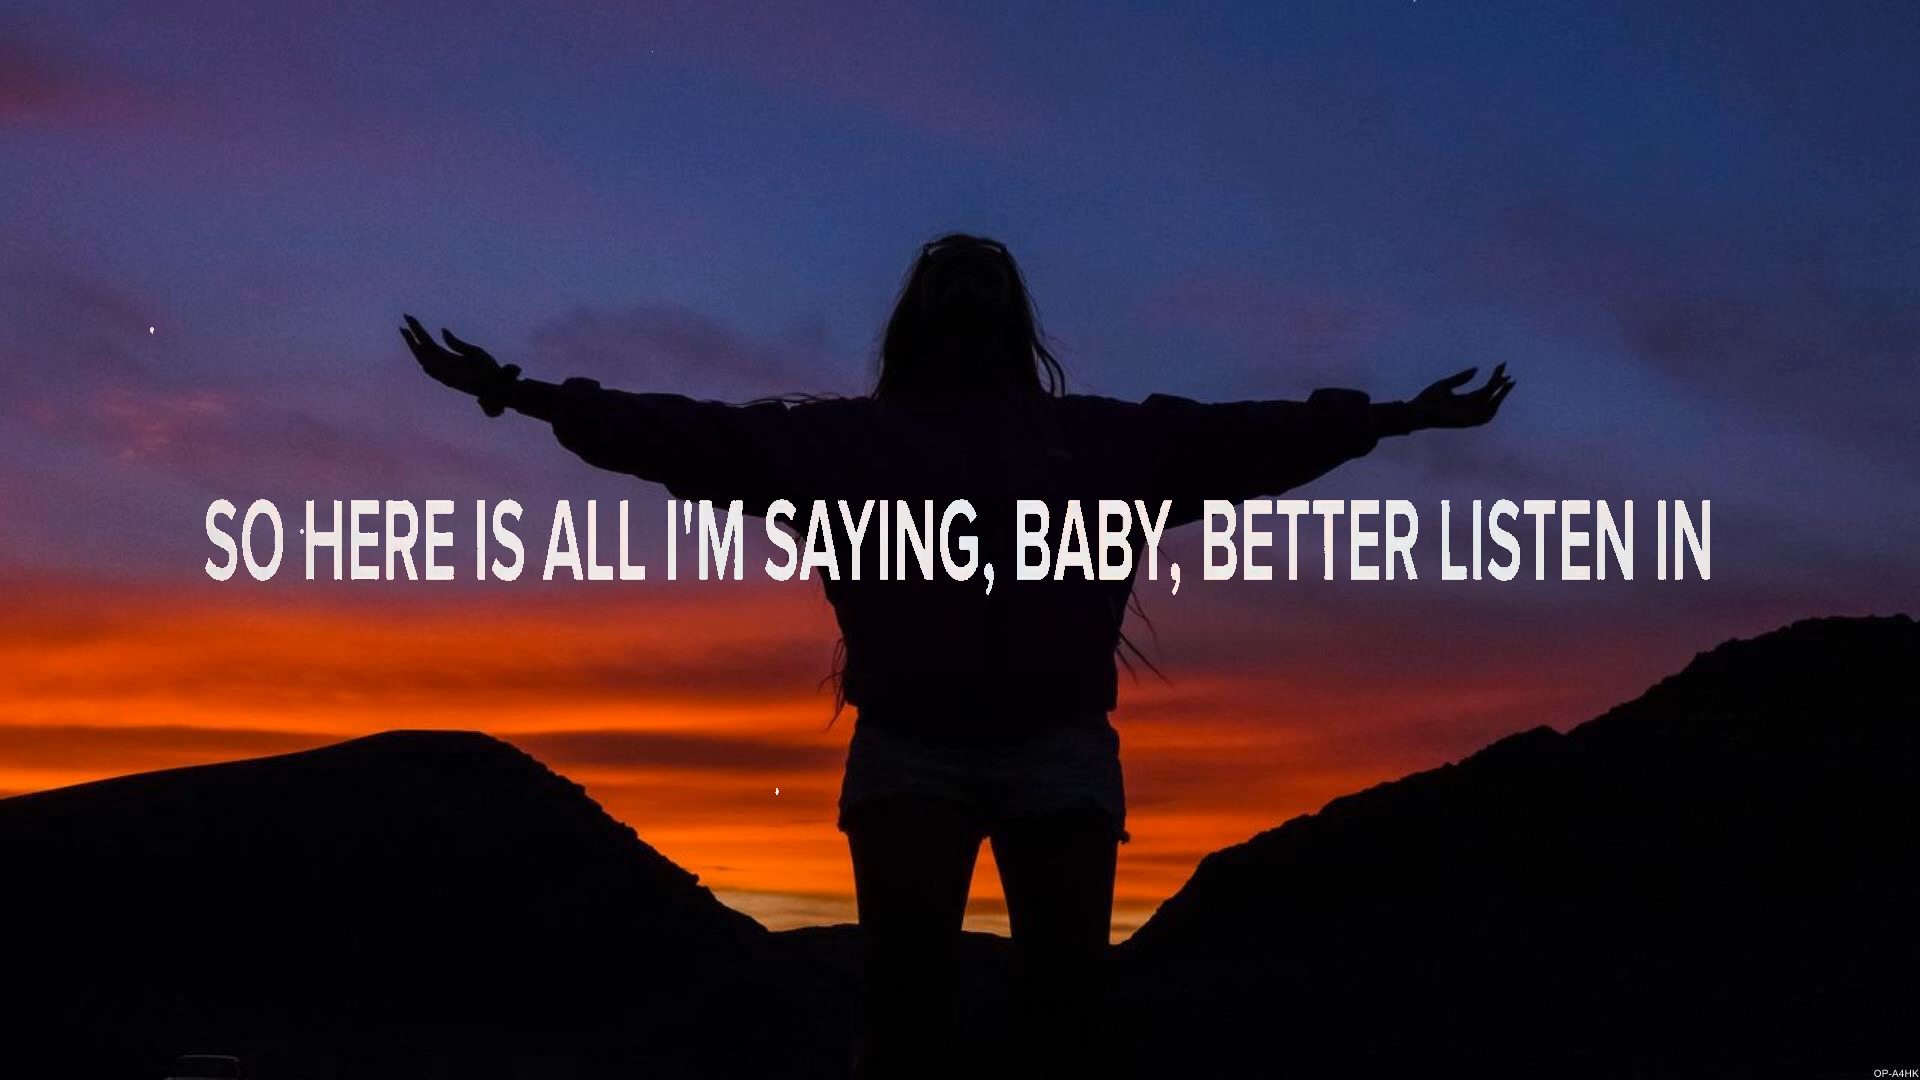 SO HERE IS ALL I'M SAYING, BABY, BETTER LISTEN IN
OP-A4HK